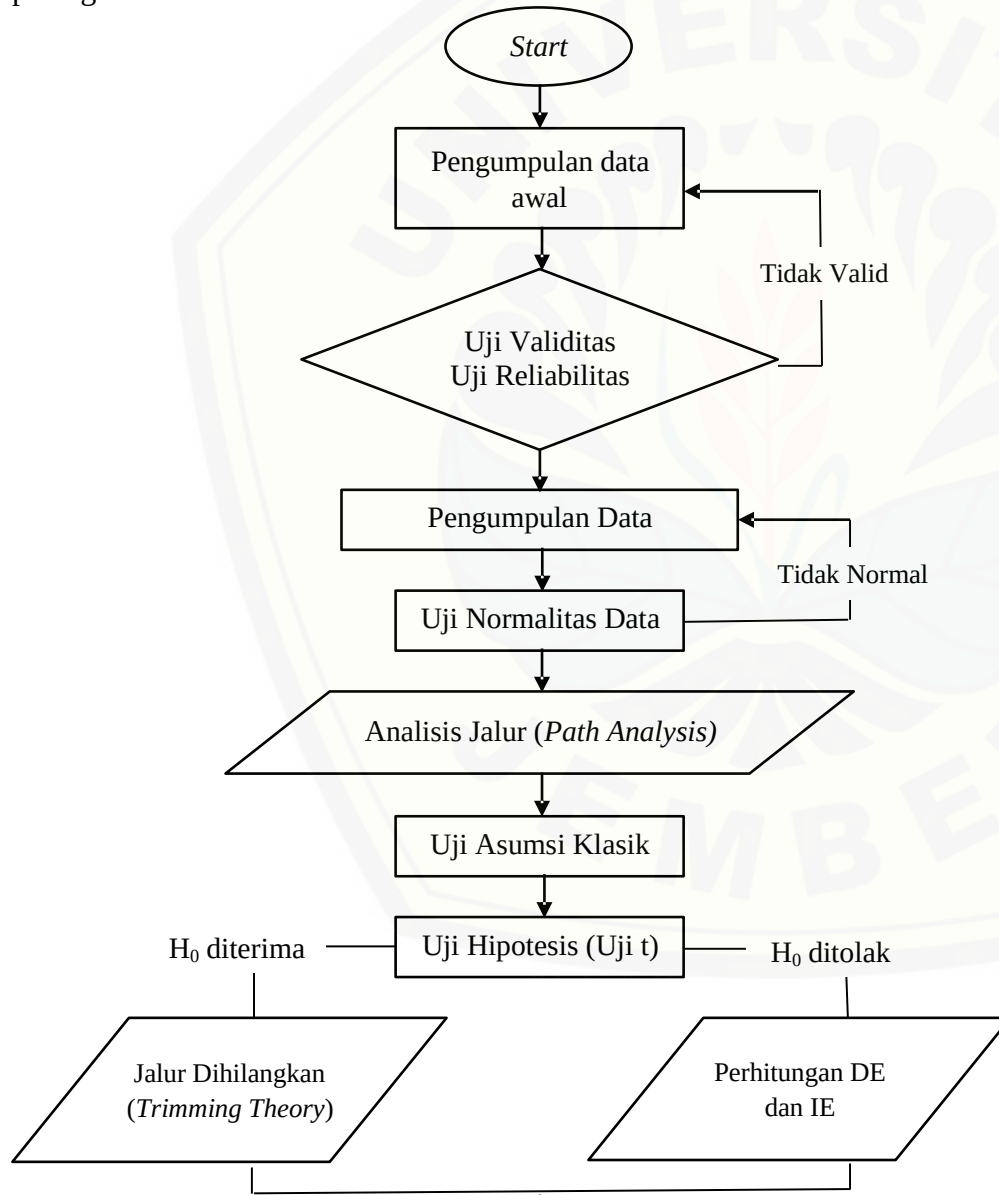 Start
Pengumpulan data
awal
Tidak Valid
Uji Validitas
Uji Reliabilitas
Pengumpulan Data
Tidak Normal
Uji Normalitas Data
Analisis Jalur (Path Analysis)
Uji Asumsi Klasik
H₀ diterima
Uji Hipotesis (Uji t)
H₀ ditolak
Jalur Dihilangkan
(Trimming Theory)
Perhitungan DE
dan IE